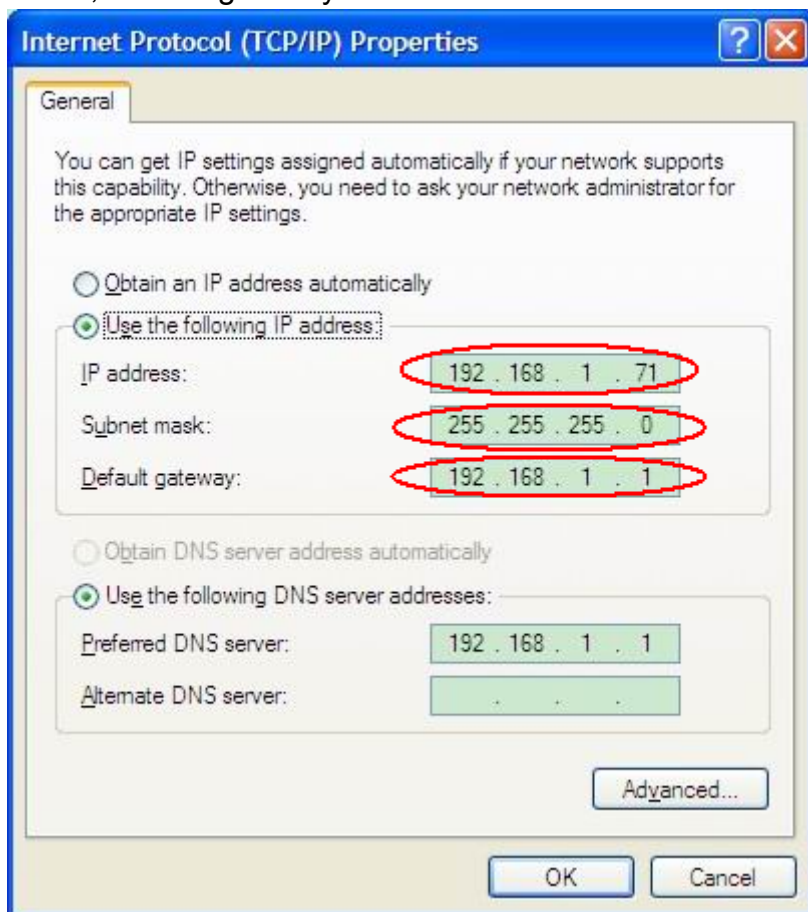 Internet Protocol (TCP/IP) Properties
General
You can get IP settings assigned automatically if your network supports
this capability. Otherwise, you need to ask your network administrator for
the appropriate IP settings.
Obtain an IP address automatically
Use the following IP address:
IP address: 192 . 168 . 1 . 71
Subnet mask: 255 . 255 . 255 . 0
Default gateway: 192 . 168 . 1 . 1
Obtain DNS server address automatically
Use the following DNS server addresses:
Preferred DNS server: 192 . 168 . 1 . 1
Alternate DNS server: . . .
Advanced...
OK Cancel